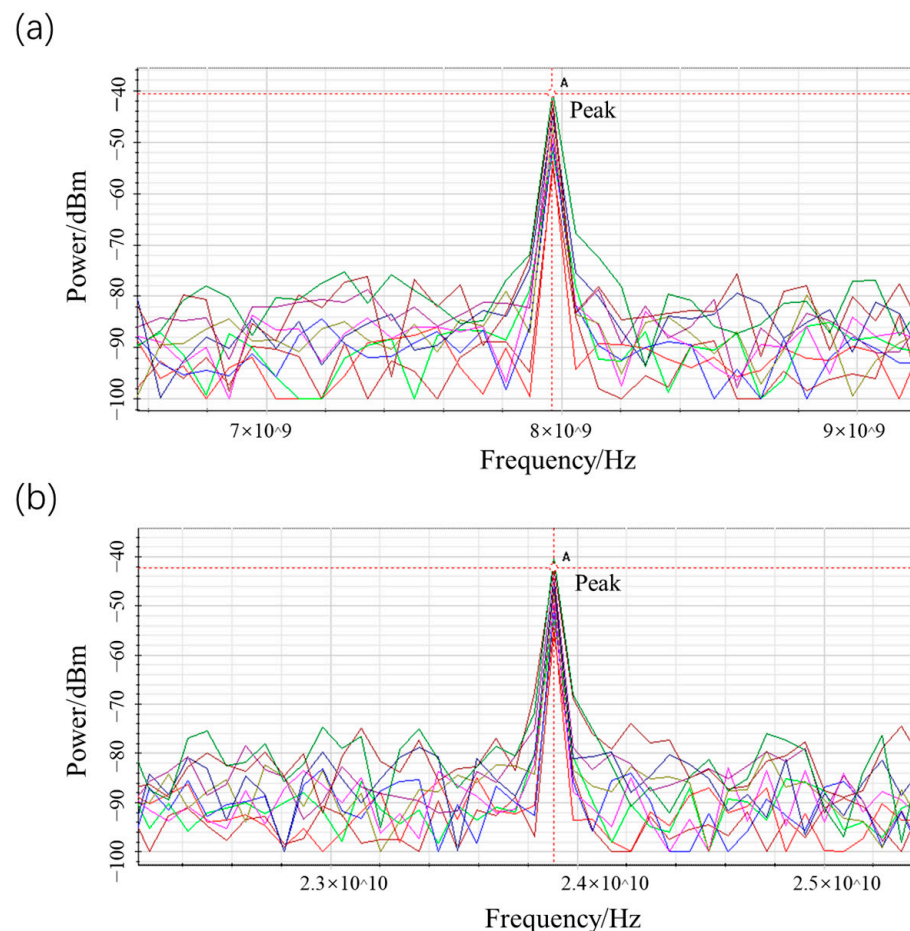 (a)
Power/dBm
−40
−50
−60
−70
−80
−90
−100
A
Peak
7×10^9
8×10^9
9×10^9
Frequency/Hz
(b)
Power/dBm
−40
−50
−60
−70
−80
−90
−100
A
Peak
2.3×10^10
2.4×10^10
2.5×10^10
Frequency/Hz